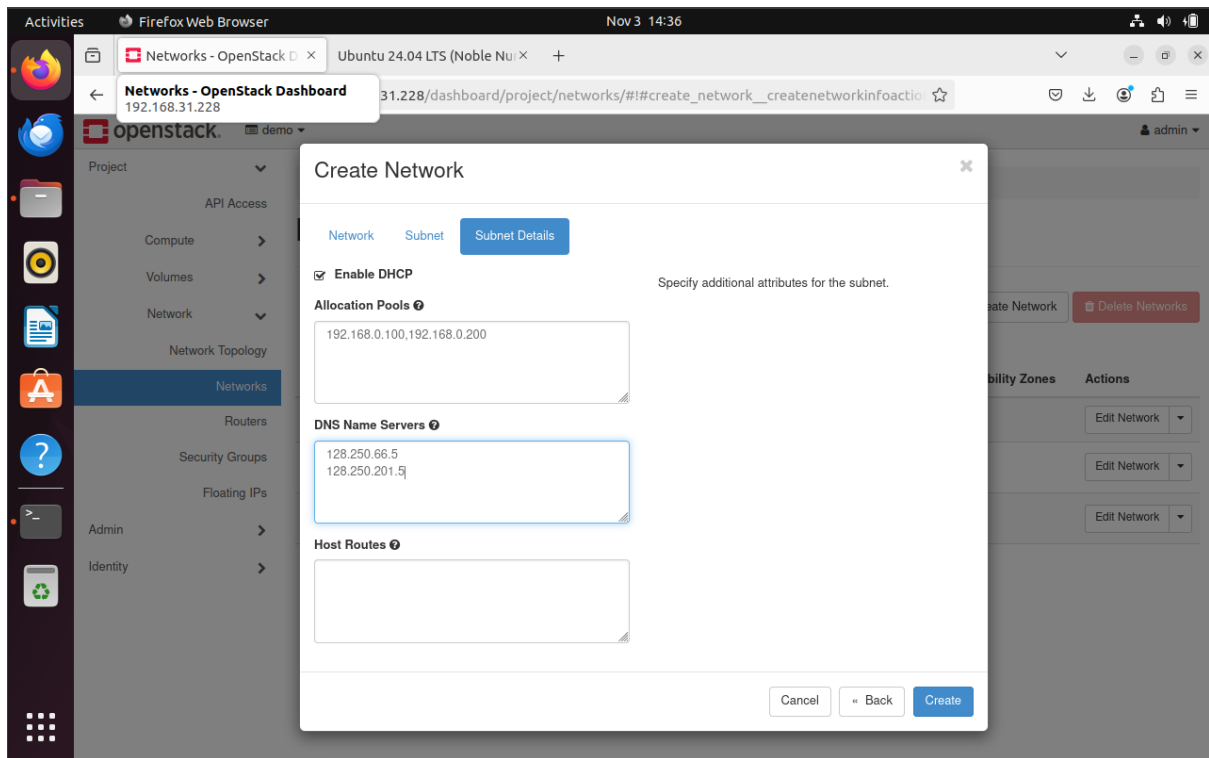 Activities
Firefox Web Browser
Nov 3 14:36
Networks - OpenStack D
Ubuntu 24.04 LTS (Noble Nu
Networks - OpenStack Dashboard
192.168.31.228
31.228/dashboard/project/networks/#!#create_network__createnetworkinfoactio
openstack.
demo
admin
Project
API Access
Compute
Volumes
Network
Network Topology
Networks
Routers
Security Groups
Floating IPs
Admin
Identity
Create Network
Network
Subnet
Subnet Details
Enable DHCP
Specify additional attributes for the subnet.
Allocation Pools
192.168.0.100,192.168.0.200
DNS Name Servers
128.250.66.5
128.250.201.5
Host Routes
Cancel
« Back
Create
eate Network
Delete Networks
bility Zones
Actions
Edit Network
Edit Network
Edit Network